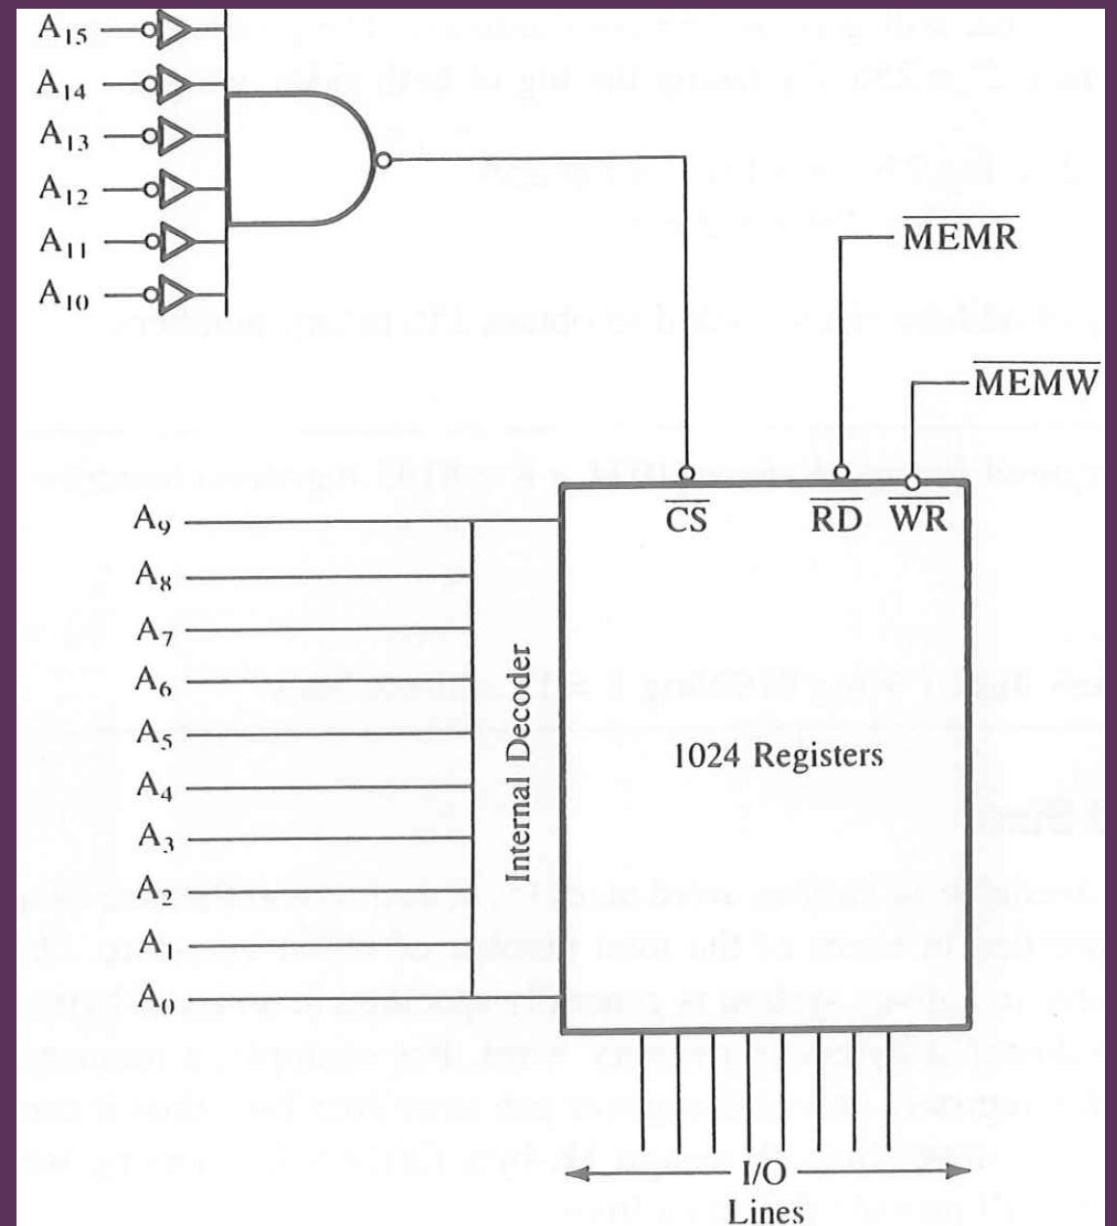 A15
A14
A13
A12
A11
A10
MEMR
MEMW
CS RD WR
A9
A8
A7
A6
A5
A4
A3
A2
A1
A0
Internal Decoder
1024 Registers
I/O
Lines